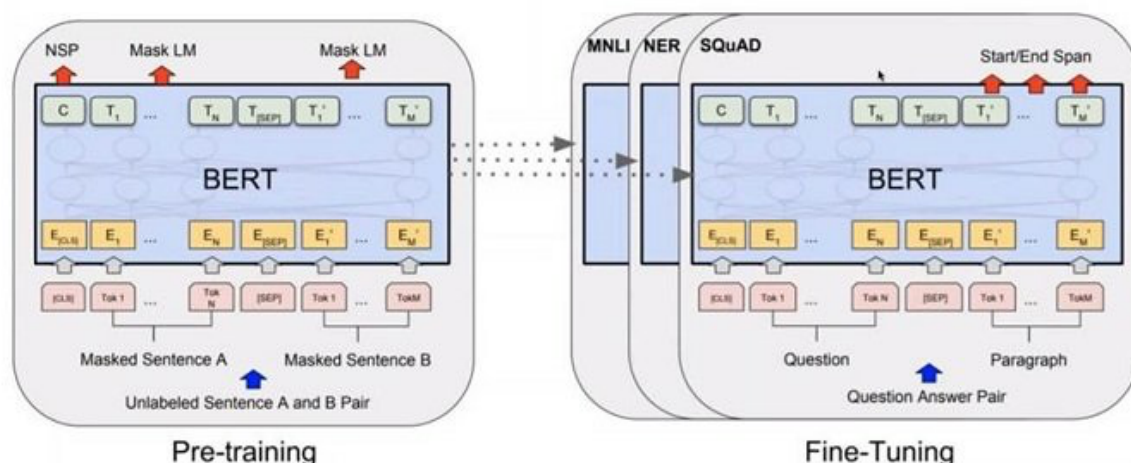 NSP Mask LM Mask LM
C T1 ... TN T[SEP] T1' ... TM'
BERT
E[CLS] E1 ... EN E[SEP] E1' ... EM'
[CLS] Tok 1 ... Tok N [SEP] Tok 1 ... TokM
Masked Sentence A Masked Sentence B
Unlabeled Sentence A and B Pair
Pre-training
MNLI NER SQuAD
Start/End Span
C T1 ... TN T[SEP] T1' ... TM'
BERT
E[CLS] E1 ... EN E[SEP] E1' ... EM'
[CLS] Tok 1 ... Tok N [SEP] Tok 1 ... TokM
Question Paragraph
Question Answer Pair
Fine-Tuning